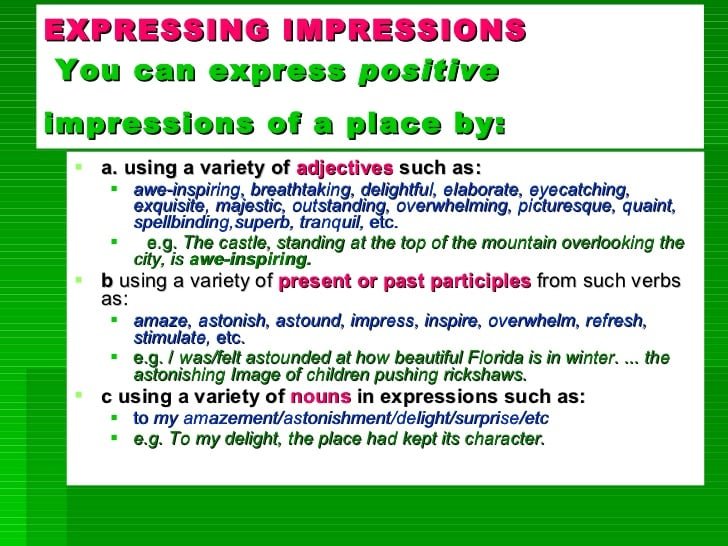 EXPRESSING IMPRESSIONS
You can express positive
impressions of a place by:
a. using a variety of adjectives such as:
awe-inspiring, breathtaking, delightful, elaborate, eyecatching,
exquisite, majestic, outstanding, overwhelming, picturesque, quaint,
spellbinding,superb, tranquil, etc.
e.g. The castle, standing at the top of the mountain overlooking the
city, is awe-inspiring.
b using a variety of present or past participles from such verbs
as:
amaze, astonish, astound, impress, inspire, overwhelm, refresh,
stimulate, etc.
e.g. I was/felt astounded at how beautiful Florida is in winter. ... the
astonishing Image of children pushing rickshaws.
c using a variety of nouns in expressions such as:
to my amazement/astonishment/delight/surprise/etc
e.g. To my delight, the place had kept its character.